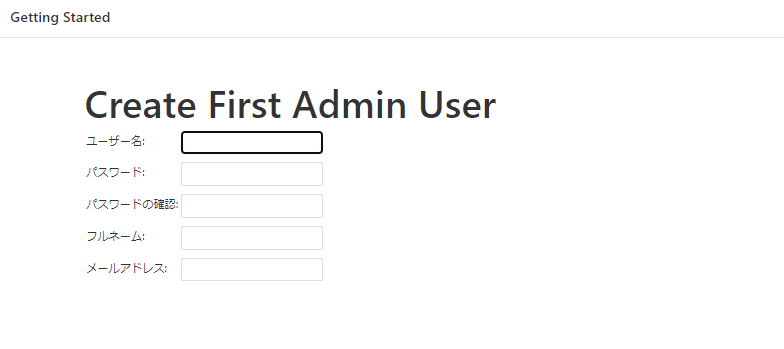 Getting Started
Create First Admin User
ユーザー名:
パスワード:
パスワードの確認:
フルネーム:
メールアドレス: